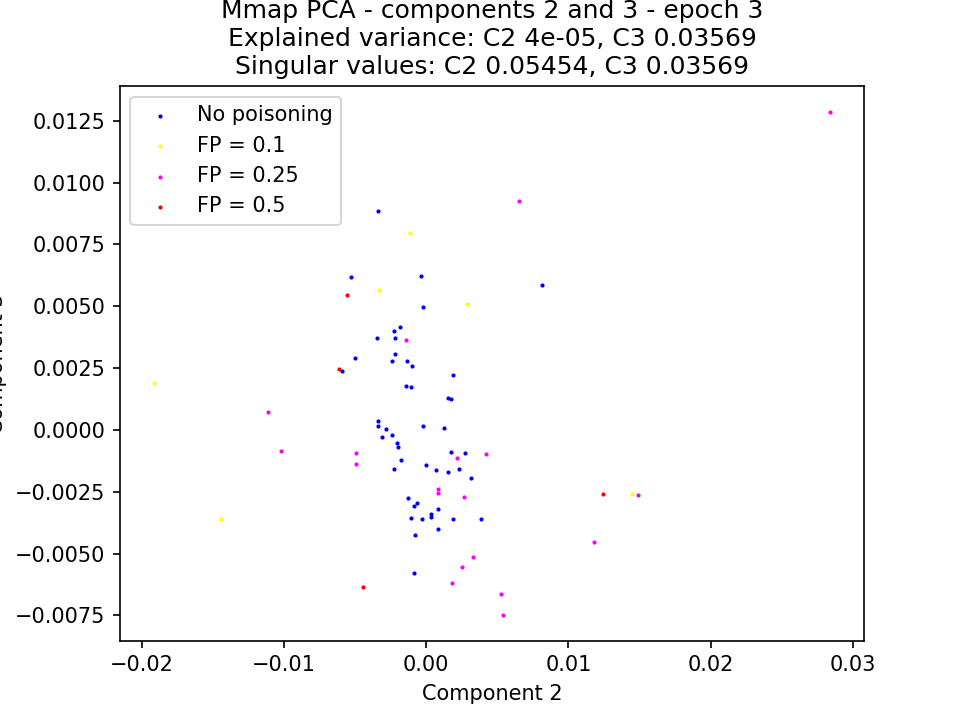 Mmap PCA - components 2 and 3 - epoch 3
Explained variance: C2 4e-05, C3 0.03569
Singular values: C2 0.05454, C3 0.03569
No poisoning
FP = 0.1
FP = 0.25
FP = 0.5
0.0125
0.0100
0.0075
0.0050
0.0025
0.0000
−0.0025
−0.0050
−0.0075
−0.02
−0.01
0.00
0.01
0.02
0.03
Component 2